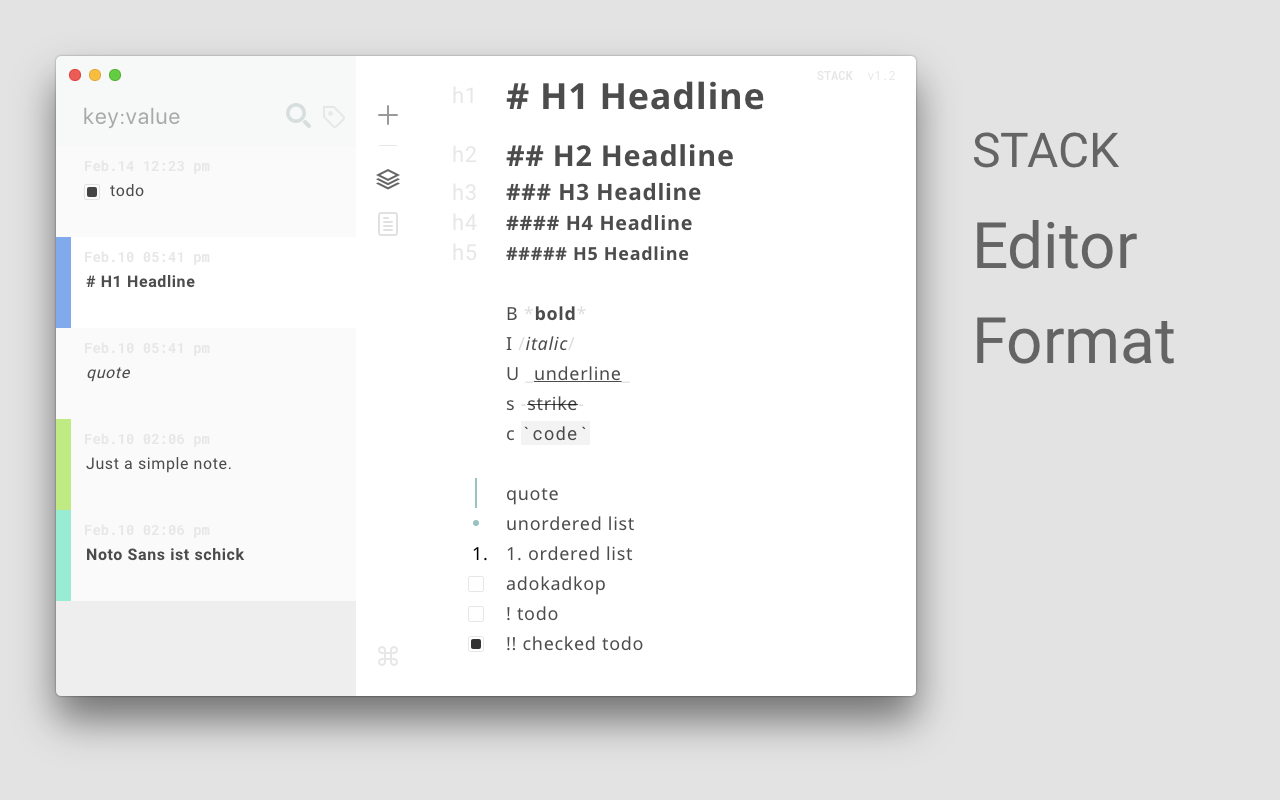 key:value
Feb.14 12:23 pm
todo
Feb.10 05:41 pm
# H1 Headline
Feb.10 05:41 pm
quote
Feb.10 02:06 pm
Just a simple note.
Feb.10 02:06 pm
Noto Sans ist schick
STACK v1.2
h1 # H1 Headline
h2 ## H2 Headline
h3 ### H3 Headline
h4 #### H4 Headline
h5 ##### H5 Headline
B *bold*
I /italic/
U _underline_
s -strike-
c `code`
quote
unordered list
1. 1. ordered list
adokadkop
! todo
!! checked todo
STACK
Editor
Format